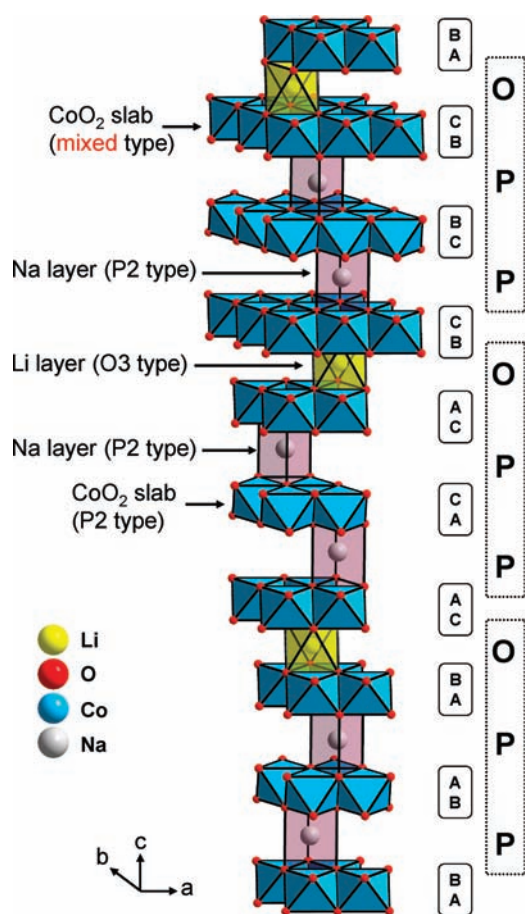 B
A
O
CoO₂ slab
(mixed type)
C
B
P
B
C
Na layer (P2 type)
P
C
B
Li layer (O3 type)
O
A
C
Na layer (P2 type)
P
CoO₂ slab
(P2 type)
C
A
P
A
C
Li
O
O
B
A
Co
Na
P
A
B
P
c
b
a
B
A